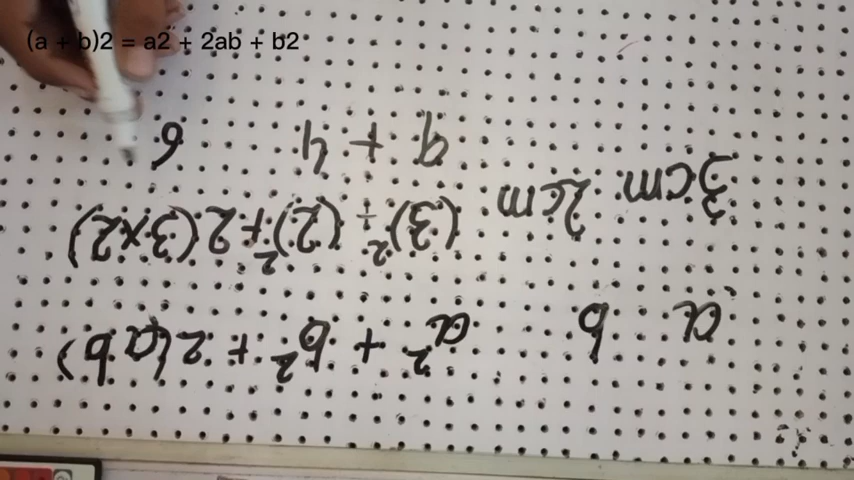 (a + b)2 = a2 + 2ab + b2
a b a² + b² + 2(ab)
3cm 2cm (3)² + (2)² + 2(3×2)
9 + 4 6